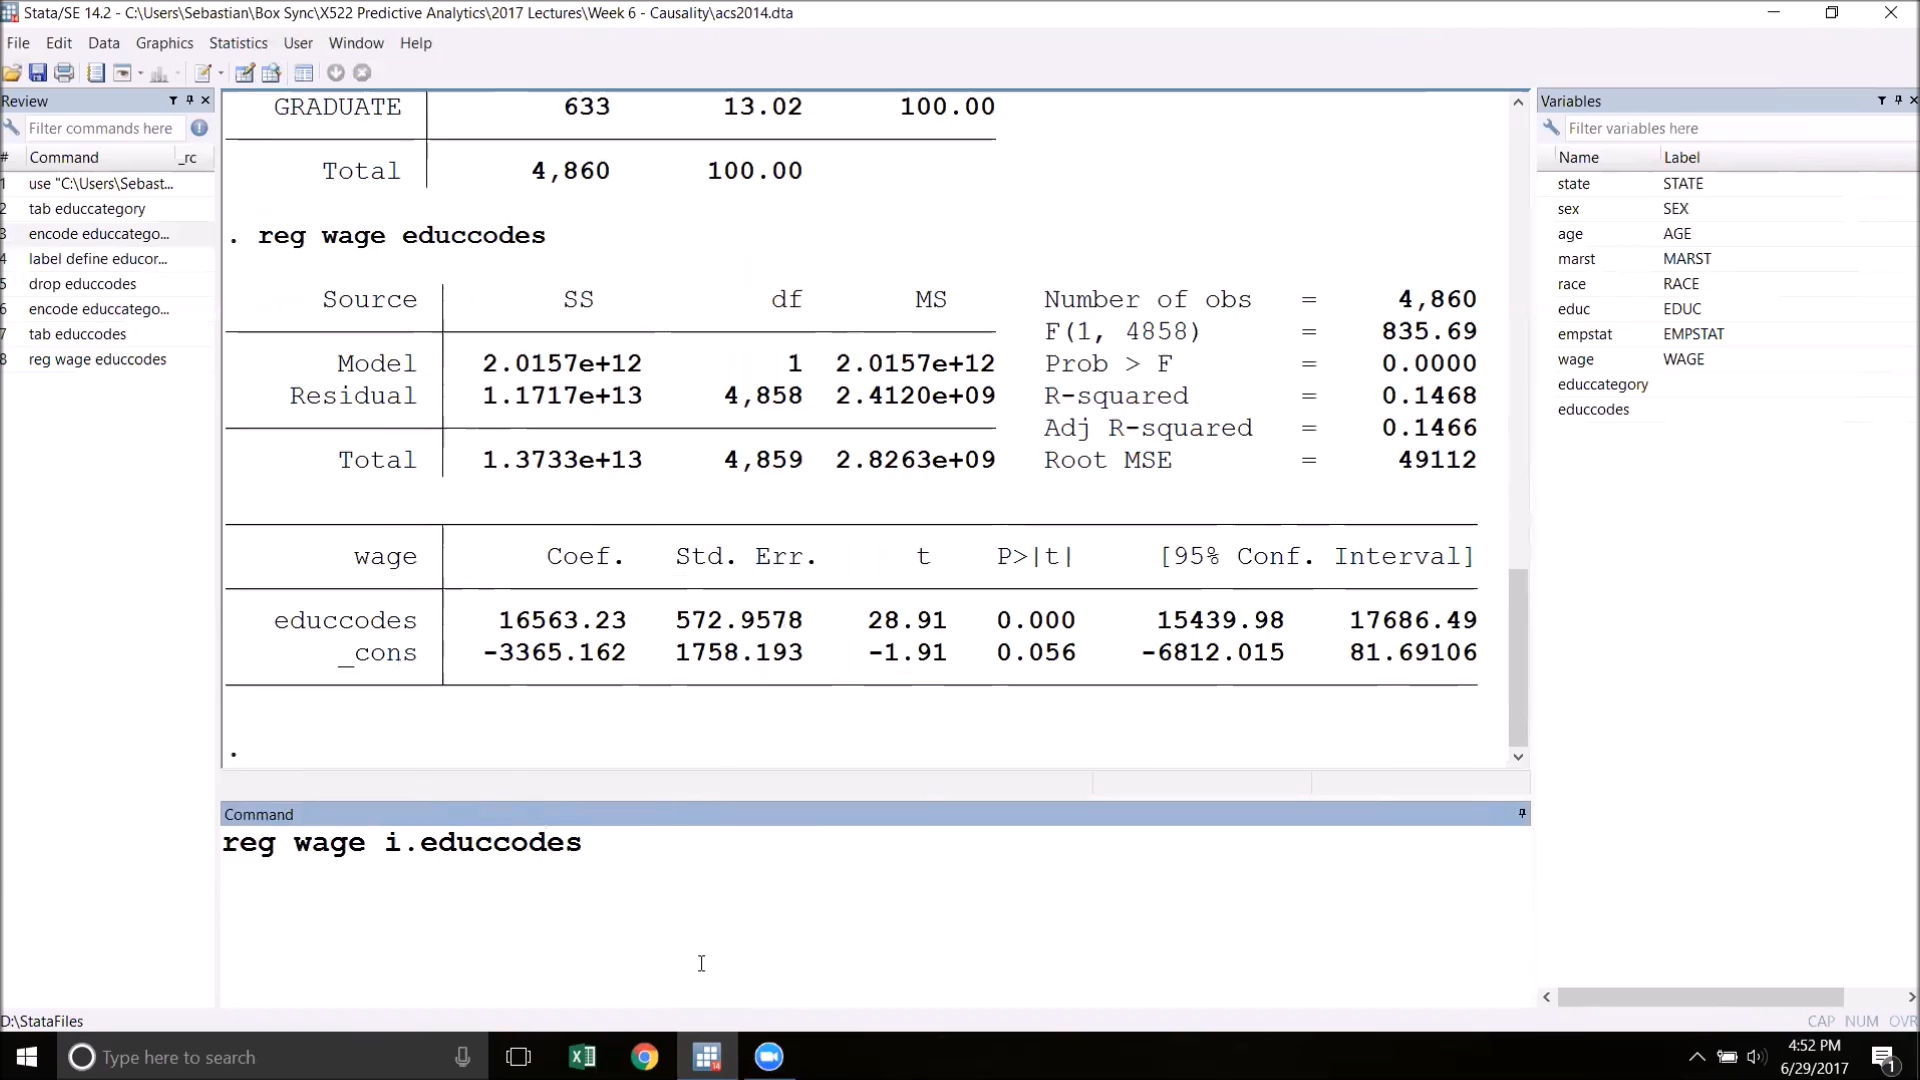 Stata/SE 14.2 - C:\Users\Sebastian\Box Sync\X522 Predictive Analytics\2017 Lectures\Week 6 - Causality\acs2014.dta
File Edit Data Graphics Statistics User Window Help
Review
Filter commands here
# Command _rc
1 use "C:\Users\Sebast...
2 tab educcategory
3 encode educcatego...
4 label define educor...
5 drop educcodes
6 encode educcatego...
7 tab educcodes
8 reg wage educcodes
GRADUATE 633 13.02 100.00
Total 4,860 100.00
. reg wage educcodes
Source SS df MS Number of obs = 4,860
F(1, 4858) = 835.69
Model 2.0157e+12 1 2.0157e+12 Prob > F = 0.0000
Residual 1.1717e+13 4,858 2.4120e+09 R-squared = 0.1468
Adj R-squared = 0.1466
Total 1.3733e+13 4,859 2.8263e+09 Root MSE = 49112
wage Coef. Std. Err. t P>|t| [95% Conf. Interval]
educcodes 16563.23 572.9578 28.91 0.000 15439.98 17686.49
_cons -3365.162 1758.193 -1.91 0.056 -6812.015 81.69106
.
Command
reg wage i.educcodes
Variables
Filter variables here
Name Label
state STATE
sex SEX
age AGE
marst MARST
race RACE
educ EDUC
empstat EMPSTAT
wage WAGE
educcategory
educcodes
D:\StataFiles
CAP NUM OVR
Type here to search
14
4:52 PM
6/29/2017
1